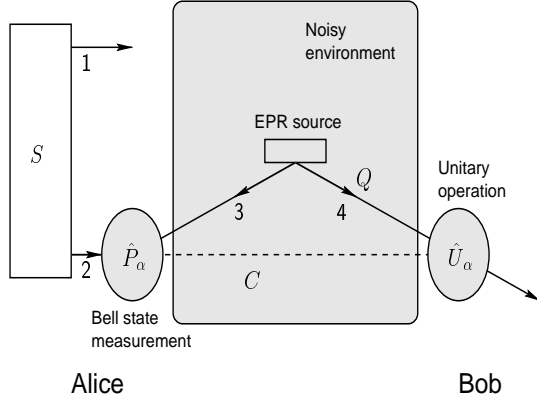 Noisy
environment
1
EPR source
S
Q
Unitary
operation
3
4
2
P̂α
Ûα
C
Bell state
measurement
Alice
Bob